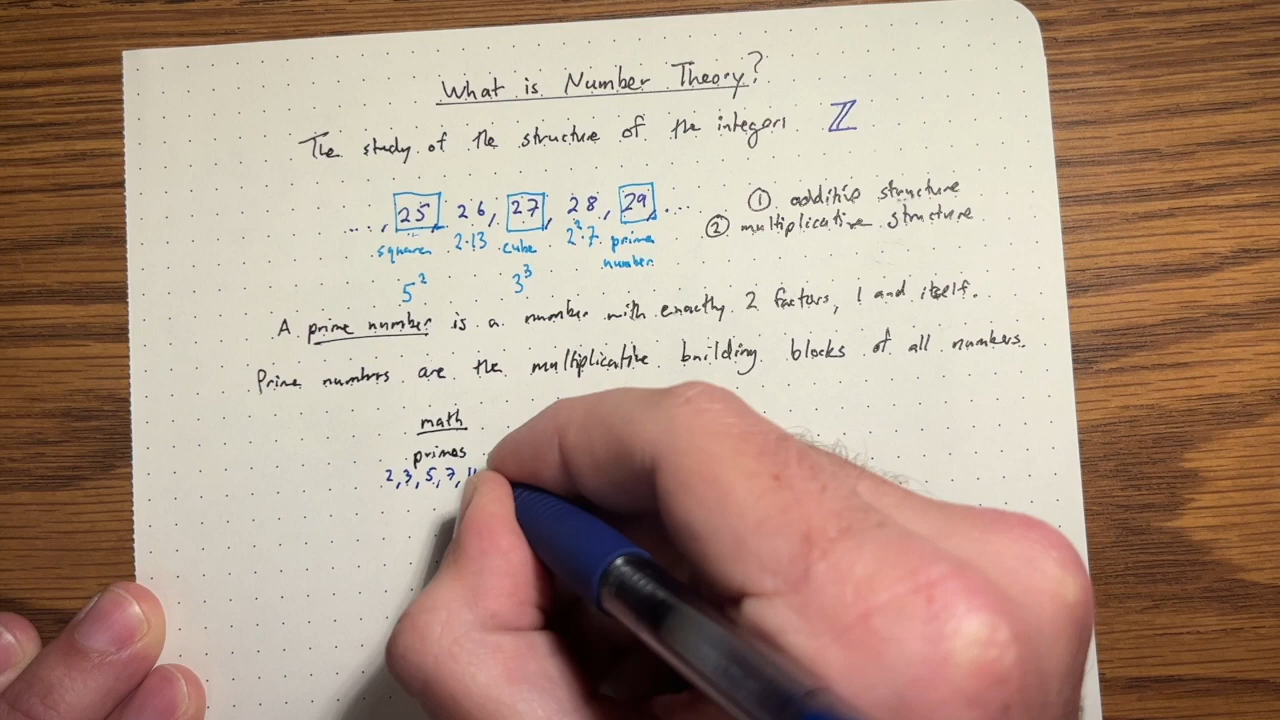 What is Number Theory?
The study of the structure of the integers ℤ
..., 25, 26, 27, 28, 29, ...
square 2·13 cube 2²·7 prime number
5² 3³
① additive structure
② multiplicative structure
A prime number is a number with exactly 2 factors, 1 and itself.
Prime numbers are the multiplicative building blocks of all numbers.
math
primes
2, 3, 5, 7, 11